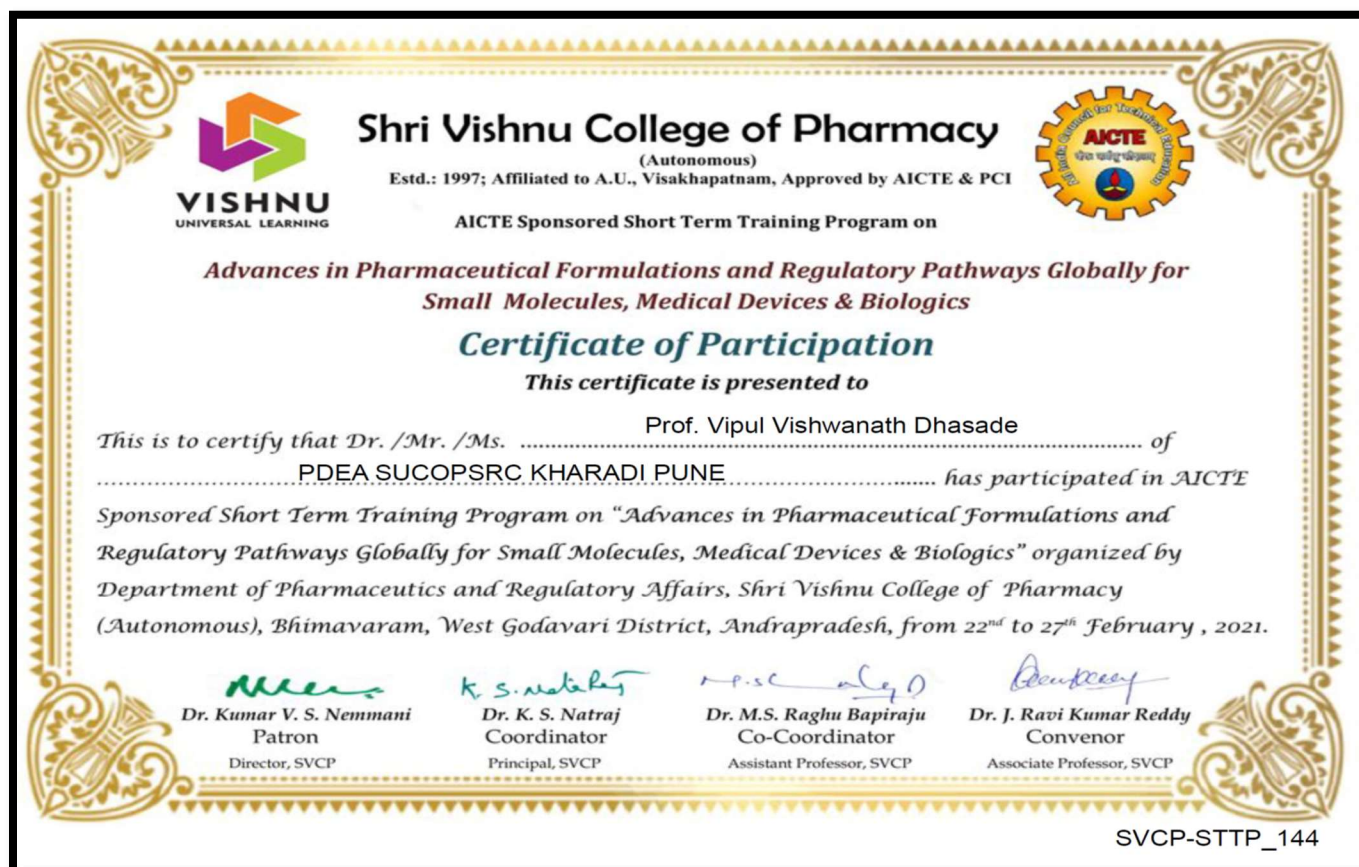 Shri Vishnu College of Pharmacy
(Autonomous)
Estd.: 1997; Affiliated to A.U., Visakhapatnam, Approved by AICTE & PCI
VISHNU
UNIVERSAL LEARNING
All India Council for Technical Education
AICTE
AICTE Sponsored Short Term Training Program on
Advances in Pharmaceutical Formulations and Regulatory Pathways Globally for
Small Molecules, Medical Devices & Biologics
Certificate of Participation
This certificate is presented to
This is to certify that Dr. /Mr. /Ms. Prof. Vipul Vishwanath Dhasade of
PDEA SUCOPSRC KHARADI PUNE has participated in AICTE
Sponsored Short Term Training Program on “Advances in Pharmaceutical Formulations and
Regulatory Pathways Globally for Small Molecules, Medical Devices & Biologics” organized by
Department of Pharmaceutics and Regulatory Affairs, Shri Vishnu College of Pharmacy
(Autonomous), Bhimavaram, West Godavari District, Andrapradesh, from 22nd to 27th February , 2021.
Dr. Kumar V. S. Nemmani
Patron
Director, SVCP
Dr. K. S. Natraj
Coordinator
Principal, SVCP
Dr. M.S. Raghu Bapiraju
Co-Coordinator
Assistant Professor, SVCP
Dr. J. Ravi Kumar Reddy
Convenor
Associate Professor, SVCP
SVCP-STTP_144